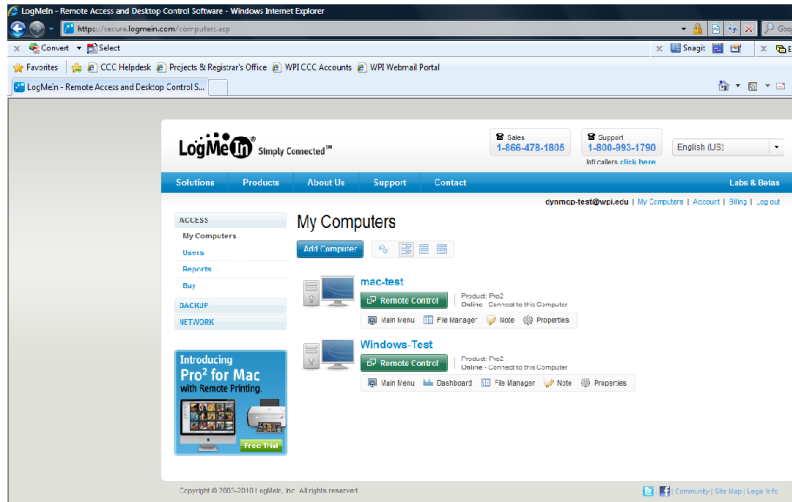 LogMeIn - Remote Access and Desktop Control Software - Windows Internet Explorer
https://secure.logmein.com/computers.asp
Goo
x Convert Select
x Snagit
x E
Favorites CCC Helpdesk Projects & Registrar's Office WPI CCC Accounts WPI Webmail Portal
LogMeIn - Remote Access and Desktop Control S...
LogMeIn® Simply Connected℠
Sales
1-866-478-1805
Support
1-800-993-1790
Intl callers click here
English (US)
Solutions Products About Us Support Contact Labs & Betas
dynmcp-test@wpi.edu | My Computers | Account | Billing | Log out
ACCESS
My Computers
Users
Reports
Buy
BACKUP
NETWORK
My Computers
Add Computer
mac-test
Remote Control
Product: Pro2
Online - Connect to this Computer
Main Menu File Manager Note Properties
Windows-Test
Remote Control
Product: Pro2
Online - Connect to this Computer
Main Menu Dashboard File Manager Note Properties
Introducing
Pro² for Mac
with Remote Printing.
Free Trial
Copyright © 2003-2010 LogMeIn, Inc. All rights reserved
| Community | Site Map | Legal Info